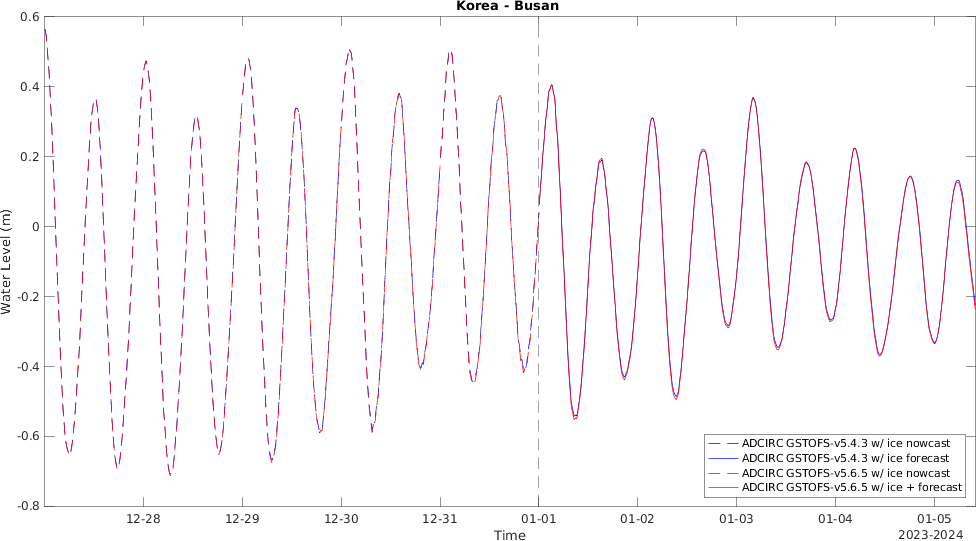 Korea - Busan
0.6
0.4
0.2
0
-0.2
-0.4
-0.6
-0.8
Water Level (m)
12-28 12-29 12-30 12-31 01-01 01-02 01-03 01-04 01-05
Time
2023-2024
ADCIRC GSTOFS-v5.4.3 w/ ice nowcast
ADCIRC GSTOFS-v5.4.3 w/ ice forecast
ADCIRC GSTOFS-v5.6.5 w/ ice nowcast
ADCIRC GSTOFS-v5.6.5 w/ ice + forecast